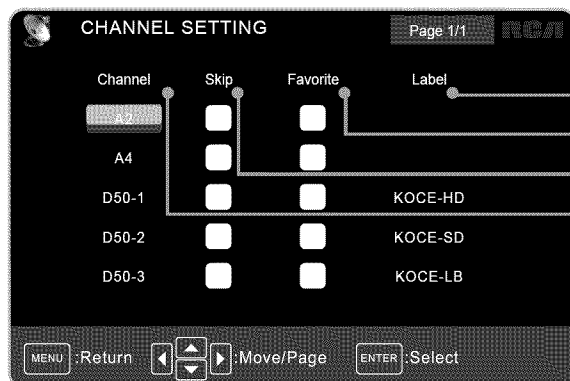 CHANNEL SETTING Page 1/1 RCA
Channel Skip Favorite Label
A2
A4
D50-1 KOCE-HD
D50-2 KOCE-SD
D50-3 KOCE-LB
MENU :Return :Move/Page ENTER :Select